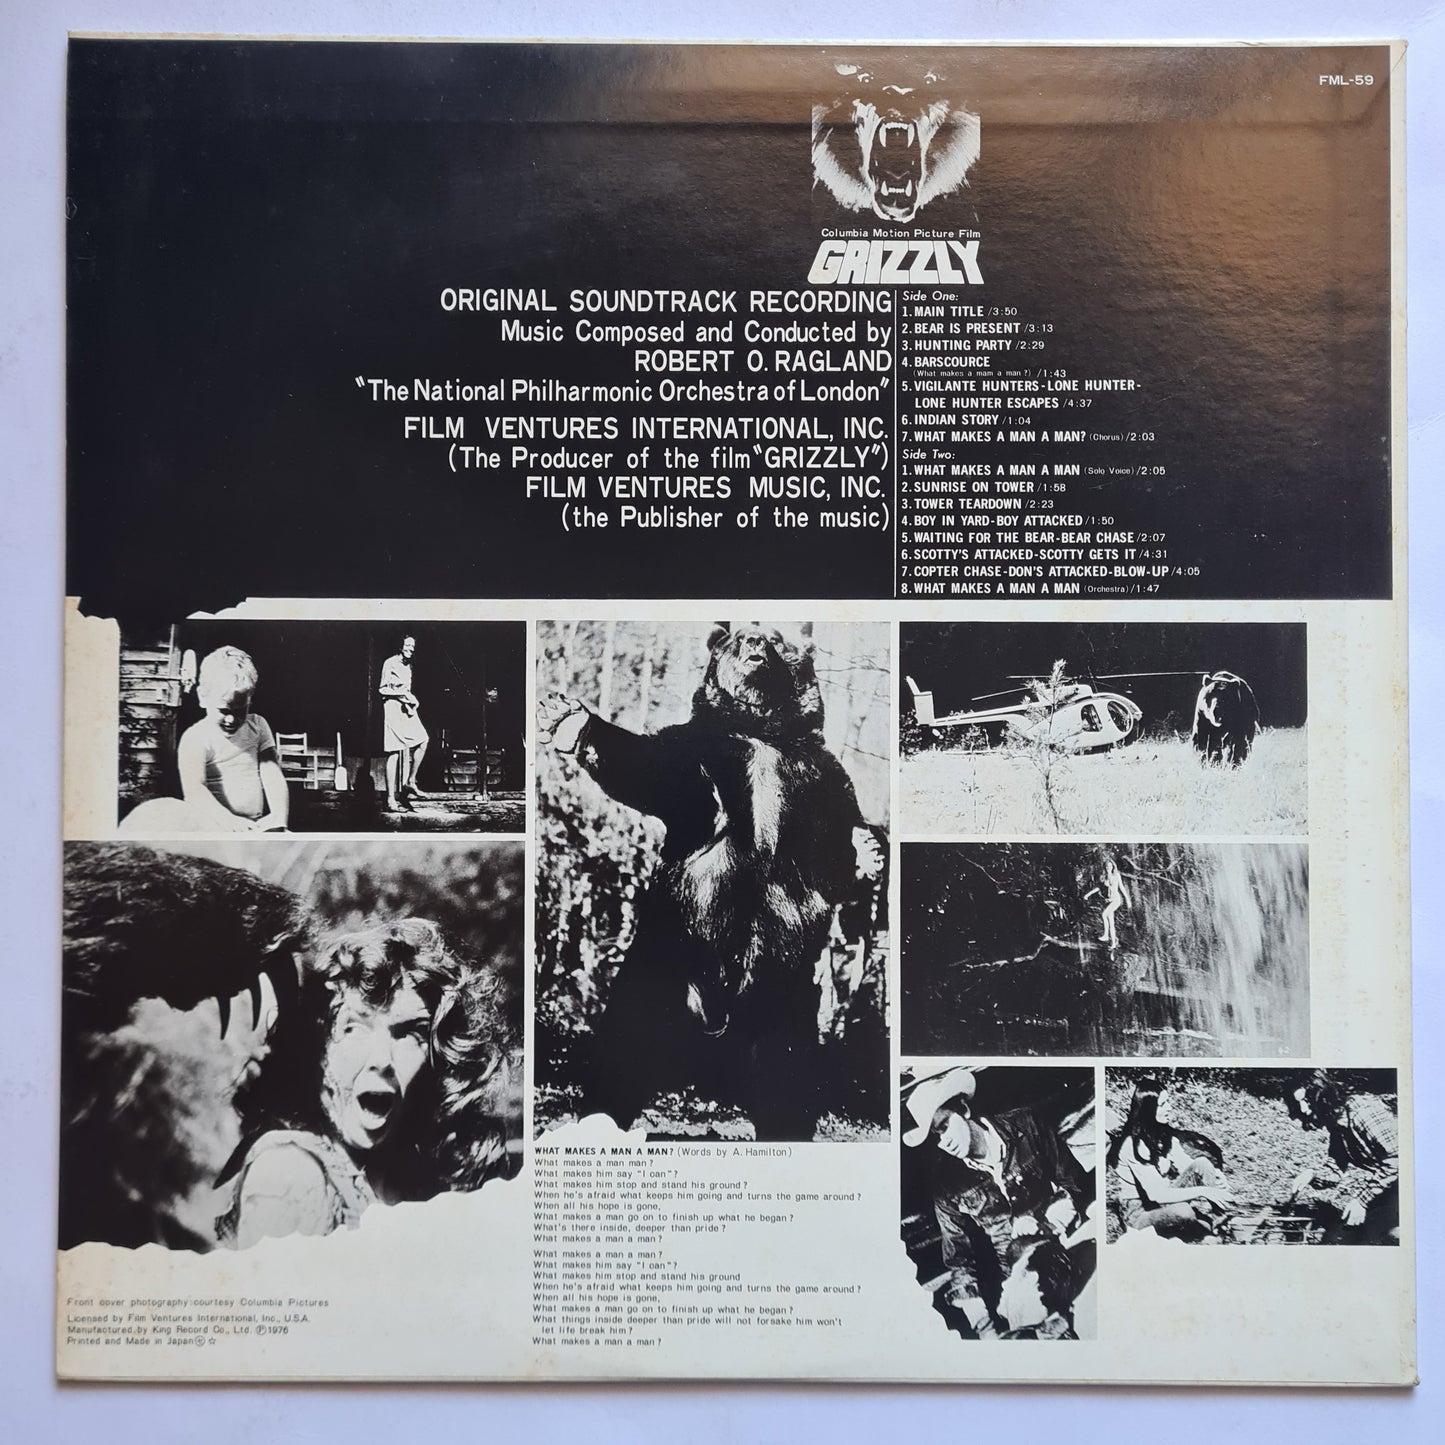 FML-59
Columbia Motion Picture Film
GRIZZLY
ORIGINAL SOUNDTRACK RECORDING
Music Composed and Conducted by
ROBERT O. RAGLAND
"The National Philharmonic Orchestra of London"
FILM VENTURES INTERNATIONAL, INC.
(The Producer of the film "GRIZZLY")
FILM VENTURES MUSIC, INC.
(the Publisher of the music)
Side One:
1. MAIN TITLE /3:50
2. BEAR IS PRESENT /3:13
3. HUNTING PARTY /2:29
4. BARSCOURCE
(What makes a mam a man?) /1:43
5. VIGILANTE HUNTERS-LONE HUNTER-
LONE HUNTER ESCAPES /4:37
6. INDIAN STORY /1:04
7. WHAT MAKES A MAN A MAN? (Chorus) /2:03
Side Two:
1. WHAT MAKES A MAN A MAN (Solo Voice) /2:05
2. SUNRISE ON TOWER /1:58
3. TOWER TEARDOWN /2:23
4. BOY IN YARD-BOY ATTACKED /1:50
5. WAITING FOR THE BEAR-BEAR CHASE /2:07
6. SCOTTY'S ATTACKED-SCOTTY GETS IT /4:31
7. COPTER CHASE-DON'S ATTACKED-BLOW-UP /4:05
8. WHAT MAKES A MAN A MAN (Orchestra) /1:47
WHAT MAKES A MAN A MAN? (Words by A. Hamilton)
What makes a man man?
What makes him say "I can"?
What makes him stop and stand his ground?
When he's afraid what keeps him going and turns the game around?
When all his hope is gone,
What makes a man go on to finish up what he began?
What's there inside, deeper than pride?
What makes a man a man?
What makes a man a man?
What makes him say "I can"?
What makes him stop and stand his ground
When he's afraid what keeps him going and turns the game around?
When all his hope is gone,
What makes a man go on to finish up what he began?
What things inside deeper than pride will not forsake him won't
let life break him?
What makes a man a man?
Front cover photography: courtesy Columbia Pictures
Licensed by Film Ventures International, Inc., U.S.A.
Manufactured by King Record Co., Ltd. Ⓟ1976
Printed and Made in Japan ⓒ ☆